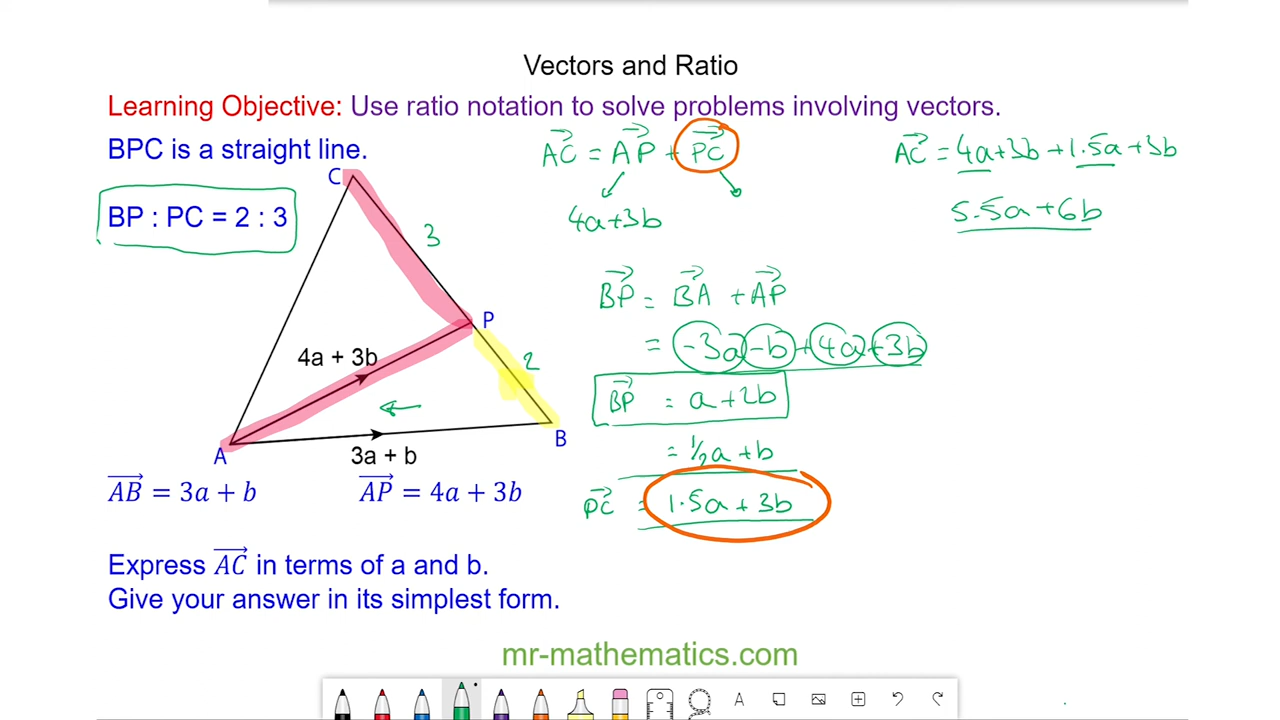 Vectors and Ratio
Learning Objective: Use ratio notation to solve problems involving vectors.
BPC is a straight line.
BP : PC = 2 : 3
C
3
P
4a + 3b
2
B
A
3a + b
AB = 3a + b
AP = 4a + 3b
Express AC in terms of a and b.
Give your answer in its simplest form.
AC = AP + PC
4a+3b
BP = BA + AP
= -3a -b +4a +3b
BP = a + 2b
= ½a + b
PC = 1.5a + 3b
AC = 4a+3b +1.5a +3b
5.5a + 6b
mr-mathematics.com
A